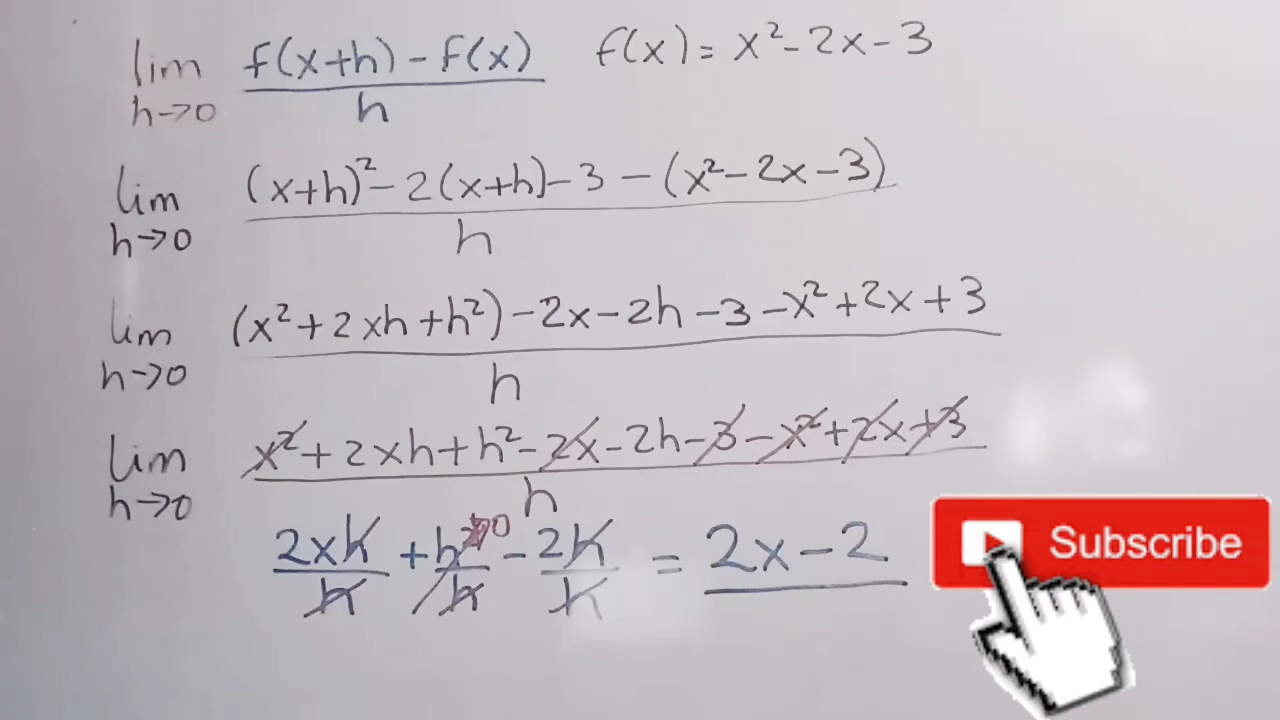 lim f(x+h) - f(x) f(x) = x² - 2x - 3
h→0 h
lim (x+h)² - 2(x+h) - 3 - (x² - 2x - 3)
h→0 h
lim (x² + 2xh + h²) - 2x - 2h - 3 - x² + 2x + 3
h→0 h
lim x² + 2xh + h² - 2x - 2h - 3 - x² + 2x + 3
h→0 h
2xh + h² →0 - 2h = 2x - 2
h h h
Subscribe